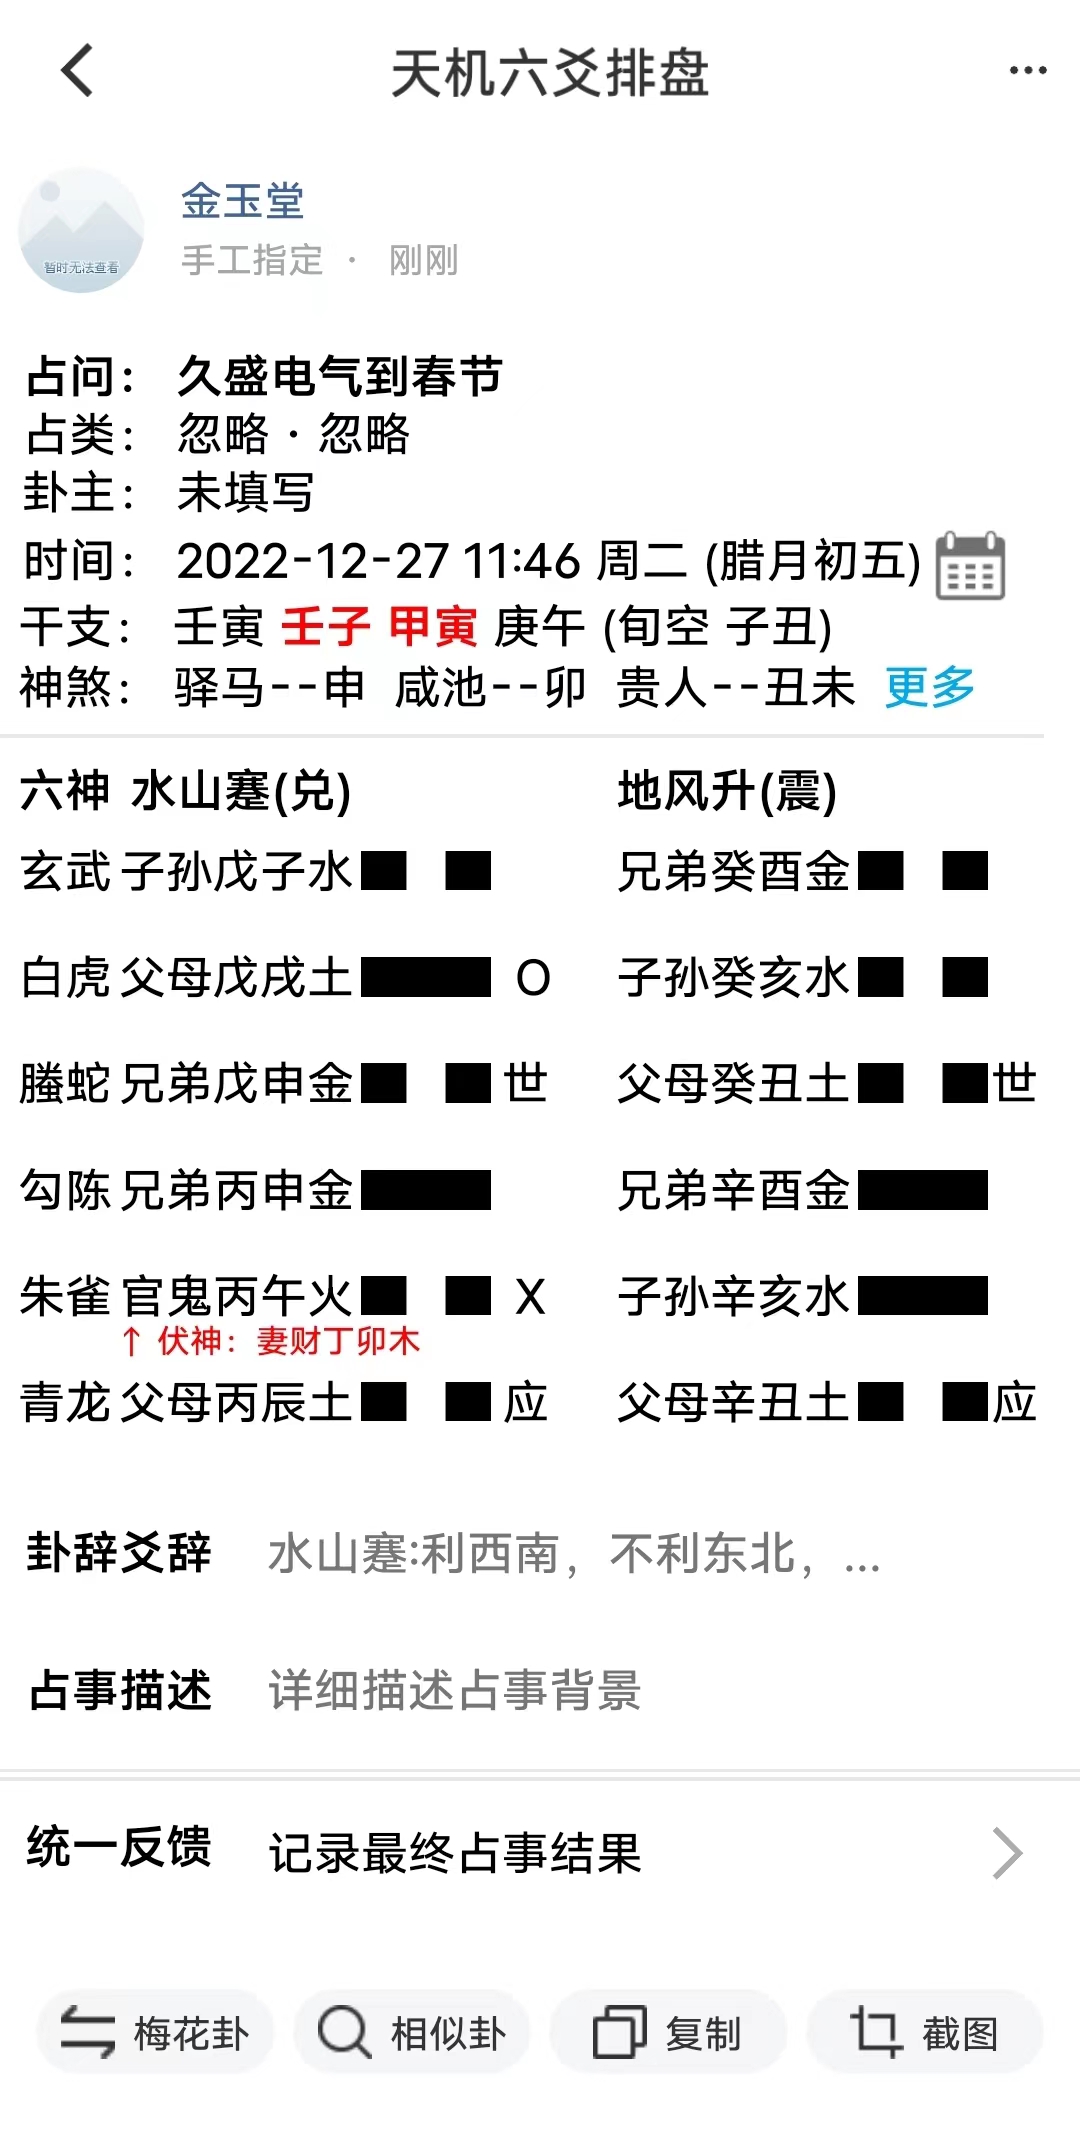 天机六爻排盘
暂时无法查看
金玉堂
手工指定 · 刚刚
占问： 久盛电气到春节
占类： 忽略 · 忽略
卦主： 未填写
时间： 2022-12-27 11:46 周二 (腊月初五)
干支： 壬寅 壬子 甲寅 庚午 (旬空 子丑)
神煞： 驿马--申 咸池--卯 贵人--丑未 更多
六神 水山蹇(兑) 地风升(震)
玄武 子孙戊子水 兄弟癸酉金
白虎 父母戊戌土 O 子孙癸亥水
螣蛇 兄弟戊申金 世 父母癸丑土 世
勾陈 兄弟丙申金 兄弟辛酉金
朱雀 官鬼丙午火 X 子孙辛亥水
↑ 伏神：妻财丁卯木
青龙 父母丙辰土 应 父母辛丑土 应
卦辞爻辞 水山蹇:利西南，不利东北，...
占事描述 详细描述占事背景
统一反馈 记录最终占事结果
梅花卦 相似卦 复制 截图